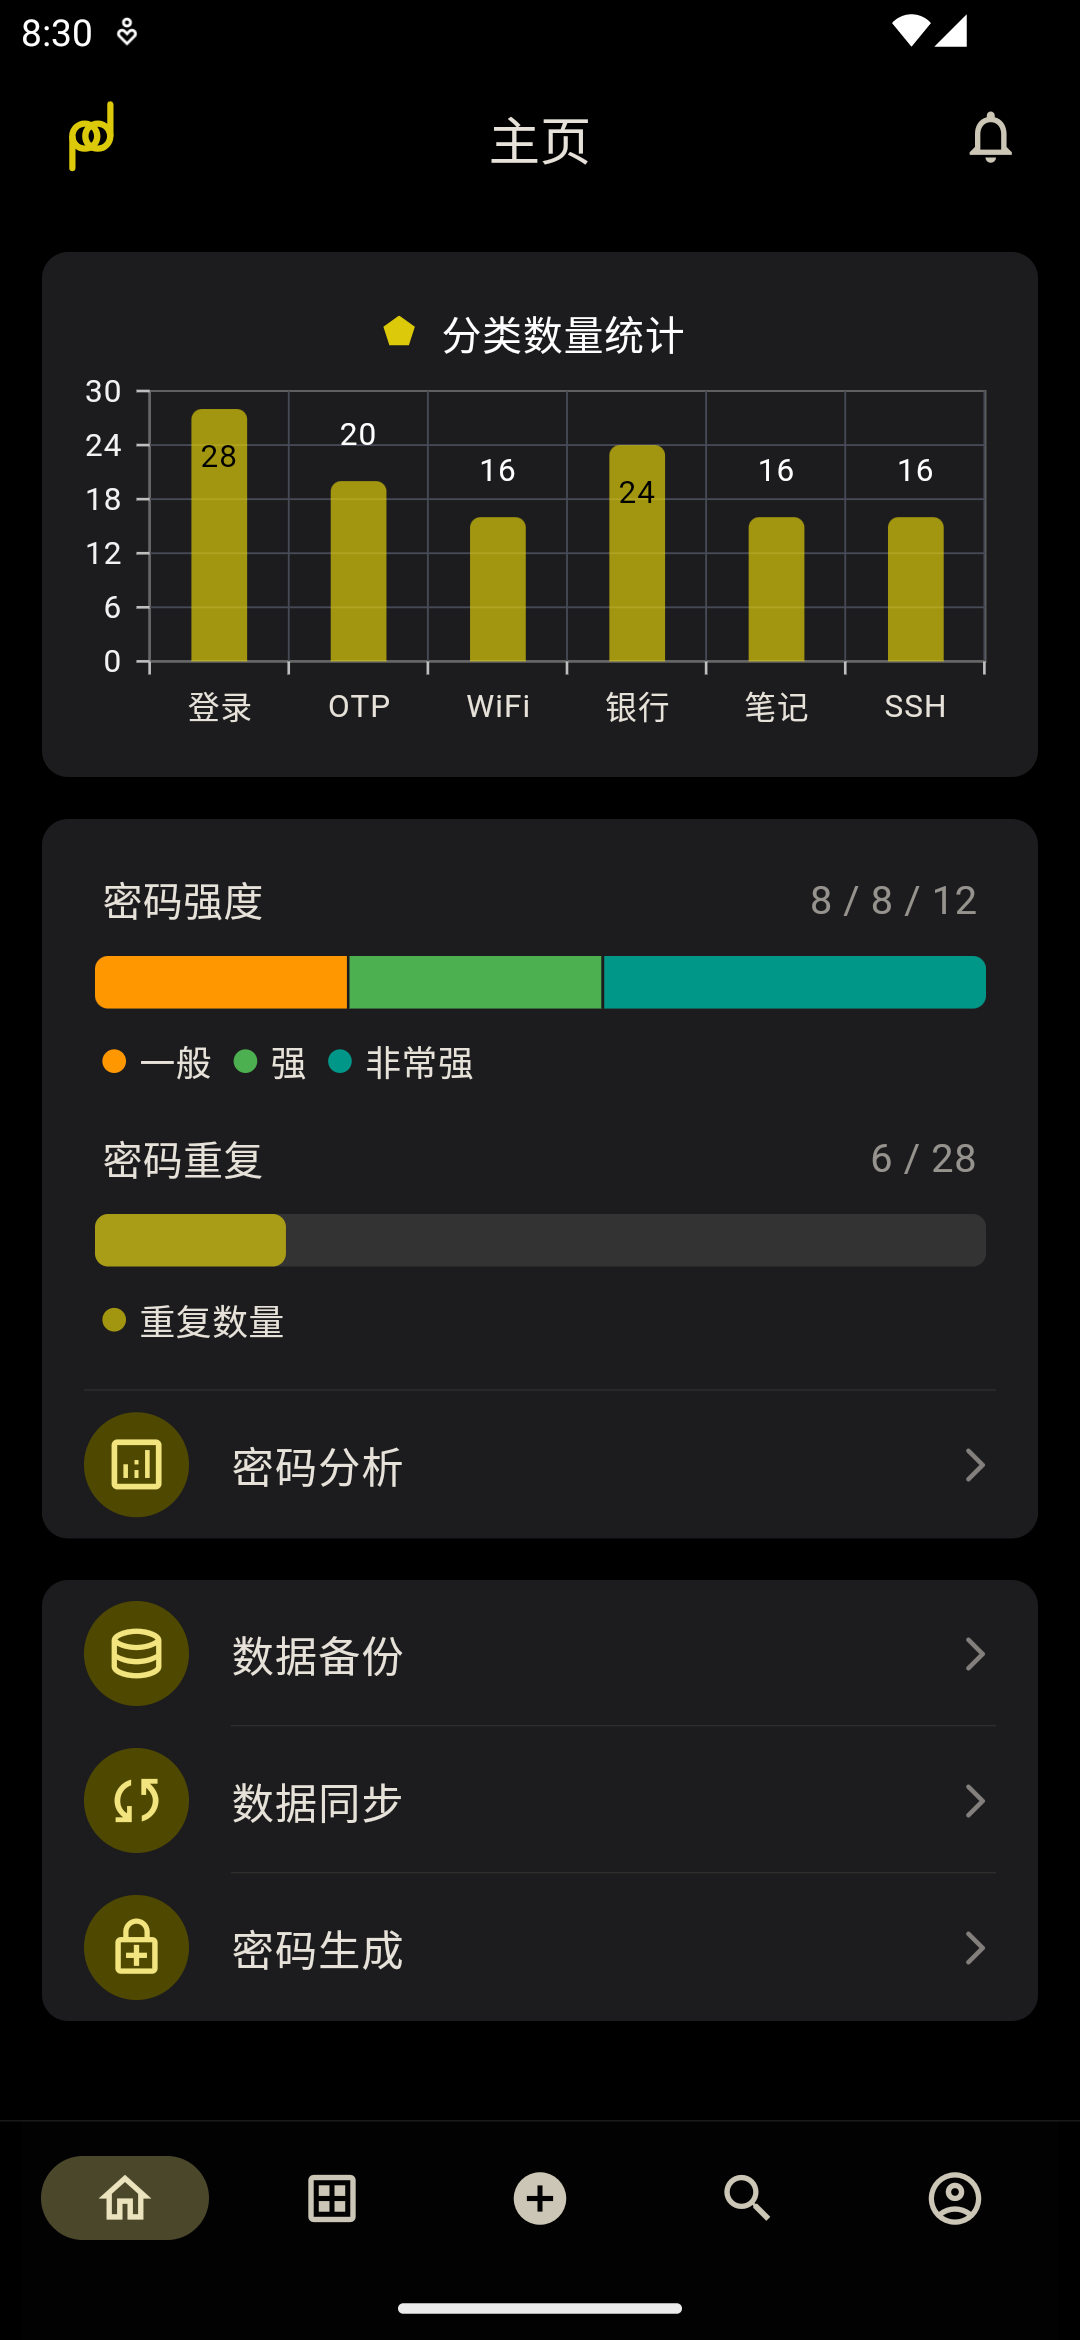 8:30
主页
分类数量统计
30
24
18
12
6
0
28
20
16
24
16
16
登录
OTP
WiFi
银行
笔记
SSH
密码强度
8 / 8 / 12
一般 强 非常强
密码重复
6 / 28
重复数量
密码分析
数据备份
数据同步
密码生成